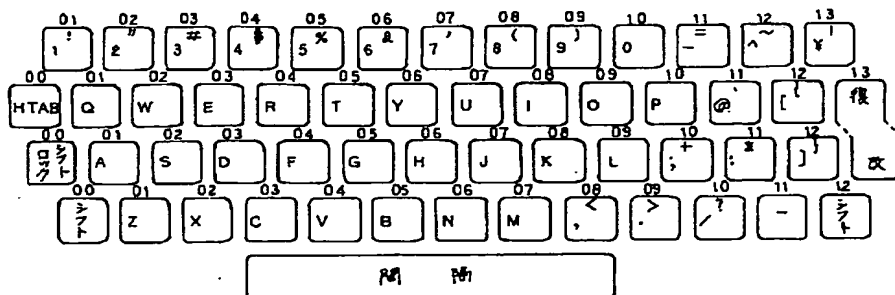 01 02 03 04 05 06 07 08 09 10 11 12 13
1 ! 2 " 3 # 4 $ 5 % 6 & 7 ' 8 ( 9 ) 0 - = ^ ~ ¥ |
00 01 02 03 04 05 06 07 08 09 10 11 12 13
HTAB Q W E R T Y U I O P @ ` [ { 復
00 01 02 03 04 05 06 07 08 09 10 11 12
シフト ロック A S D F G H J K L ; + : * ] } 改
00 01 02 03 04 05 06 07 08 09 10 11 12
シフト Z X C V B N M , < . > / ? _ シフト
間